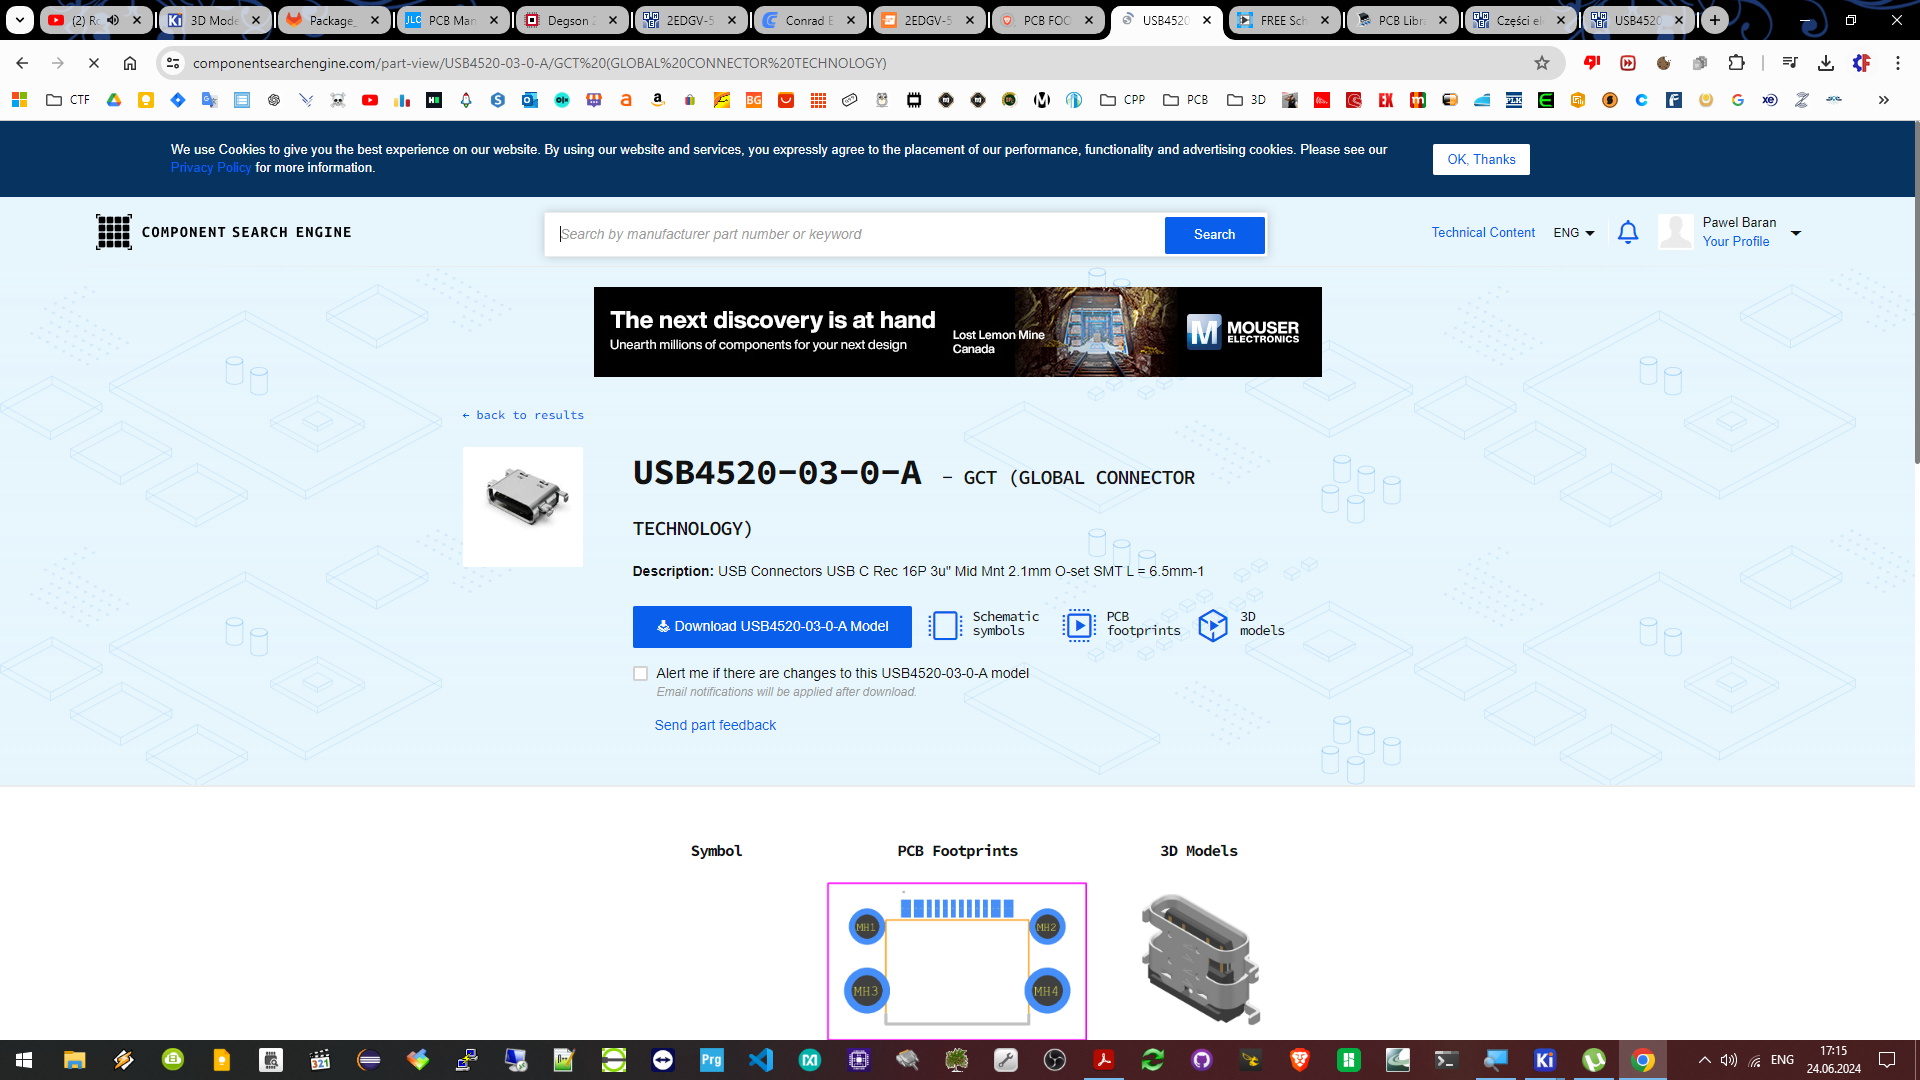 (2) Ro
3D Mode
Package_
PCB Man
Degson 2
2EDGV-5
Conrad E
2EDGV-5
PCB FOO
USB4520
FREE Sch
PCB Libra
Części el
USB4520
componentsearchengine.com/part-view/USB4520-03-0-A/GCT%20(GLOBAL%20CONNECTOR%20TECHNOLOGY)
CTF
CPP
PCB
3D
We use Cookies to give you the best experience on our website. By using our website and services, you expressly agree to the placement of our performance, functionality and advertising cookies. Please see our
Privacy Policy for more information.
OK, Thanks
COMPONENT SEARCH ENGINE
Search by manufacturer part number or keyword
Search
Technical Content
ENG
Pawel Baran
Your Profile
The next discovery is at hand
Unearth millions of components for your next design
Lost Lemon Mine
Canada
M MOUSER
ELECTRONICS
← back to results
USB4520-03-0-A - GCT (GLOBAL CONNECTOR
TECHNOLOGY)
Description: USB Connectors USB C Rec 16P 3u" Mid Mnt 2.1mm O-set SMT L = 6.5mm-1
Download USB4520-03-0-A Model
Schematic
symbols
PCB
footprints
3D
models
Alert me if there are changes to this USB4520-03-0-A model
Email notifications will be applied after download.
Send part feedback
Symbol
PCB Footprints
3D Models
MH1
MH2
MH3
MH4
ENG
17:15
24.06.2024